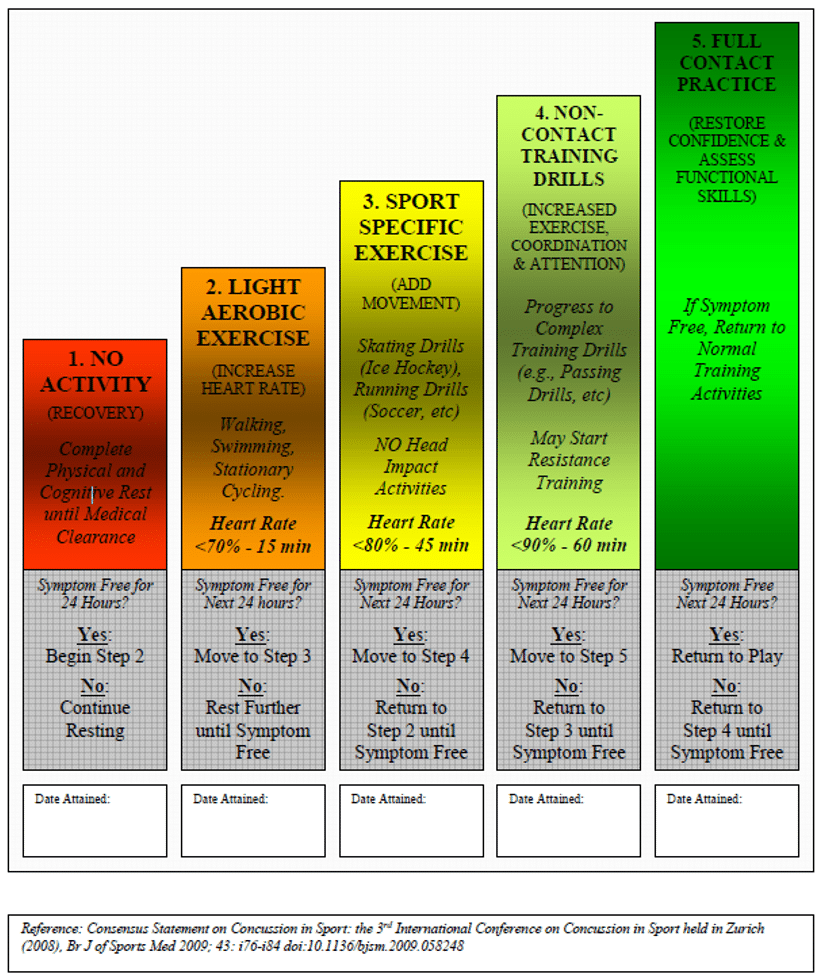 1. NO
ACTIVITY
(RECOVERY)
Complete
Physical and
Cognitive Rest
until Medical
Clearance
Symptom Free for
24 Hours?
Yes:
Begin Step 2
No:
Continue
Resting
Date Attained:
2. LIGHT
AEROBIC
EXERCISE
(INCREASE
HEART RATE)
Walking,
Swimming,
Stationary
Cycling.
Heart Rate
<70% - 15 min
Symptom Free for
Next 24 hours?
Yes:
Move to Step 3
No:
Rest Further
until Symptom
Free
Date Attained:
3. SPORT
SPECIFIC
EXERCISE
(ADD
MOVEMENT)
Skating Drills
(Ice Hockey),
Running Drills
(Soccer, etc)
NO Head
Impact
Activities
Heart Rate
<80% - 45 min
Symptom Free for
Next 24 Hours?
Yes:
Move to Step 4
No:
Return to
Step 2 until
Symptom Free
Date Attained:
4. NON-
CONTACT
TRAINING
DRILLS
(INCREASED
EXERCISE,
COORDINATION
& ATTENTION)
Progress to
Complex
Training Drills
(e.g., Passing
Drills, etc)
May Start
Resistance
Training
Heart Rate
<90% - 60 min
Symptom Free for
Next 24 Hours?
Yes:
Move to Step 5
No:
Return to
Step 3 until
Symptom Free
Date Attained:
5. FULL
CONTACT
PRACTICE
(RESTORE
CONFIDENCE &
ASSESS
FUNCTIONAL
SKILLS)
If Symptom
Free, Return to
Normal
Training
Activities
Symptom Free
Next 24 Hours?
Yes:
Return to Play
No:
Return to
Step 4 until
Symptom Free
Date Attained:
Reference: Consensus Statement on Concussion in Sport: the 3rd International Conference on Concussion in Sport held in Zurich
(2008), Br J of Sports Med 2009; 43: i76-i84 doi:10.1136/bjsm.2009.058248